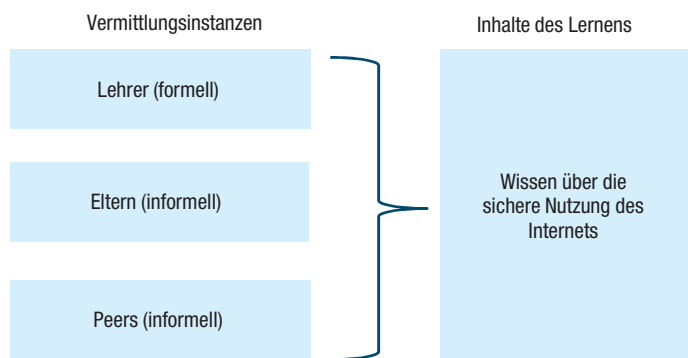 Vermittlungsinstanzen
Inhalte des Lernens
Lehrer (formell)
Eltern (informell)
Peers (informell)
Wissen über die
sichere Nutzung des
Internets